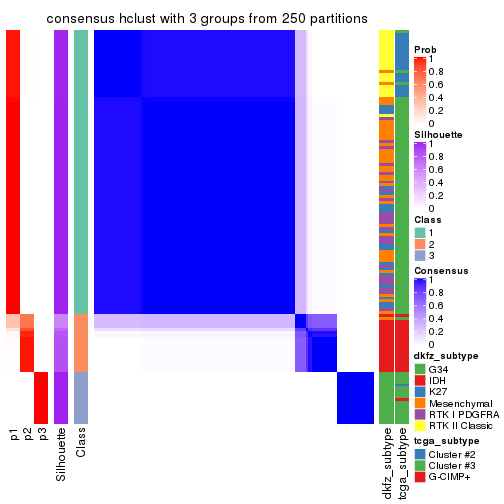 consensus hclust with 3 groups from 250 partitions
Prob
1
0.8
0.6
0.4
0.2
0
Silhouette
1
0.8
0.6
0.4
0.2
0
Class
1
2
3
Consensus
1
0.8
0.6
0.4
0.2
0
dkfz_subtype
G34
IDH
K27
Mesenchymal
RTK I PDGFRA
RTK II Classic
tcga_subtype
Cluster #2
Cluster #3
G-CIMP+
p1
p2
p3
Silhouette
Class
dkfz_subtype
tcga_subtype